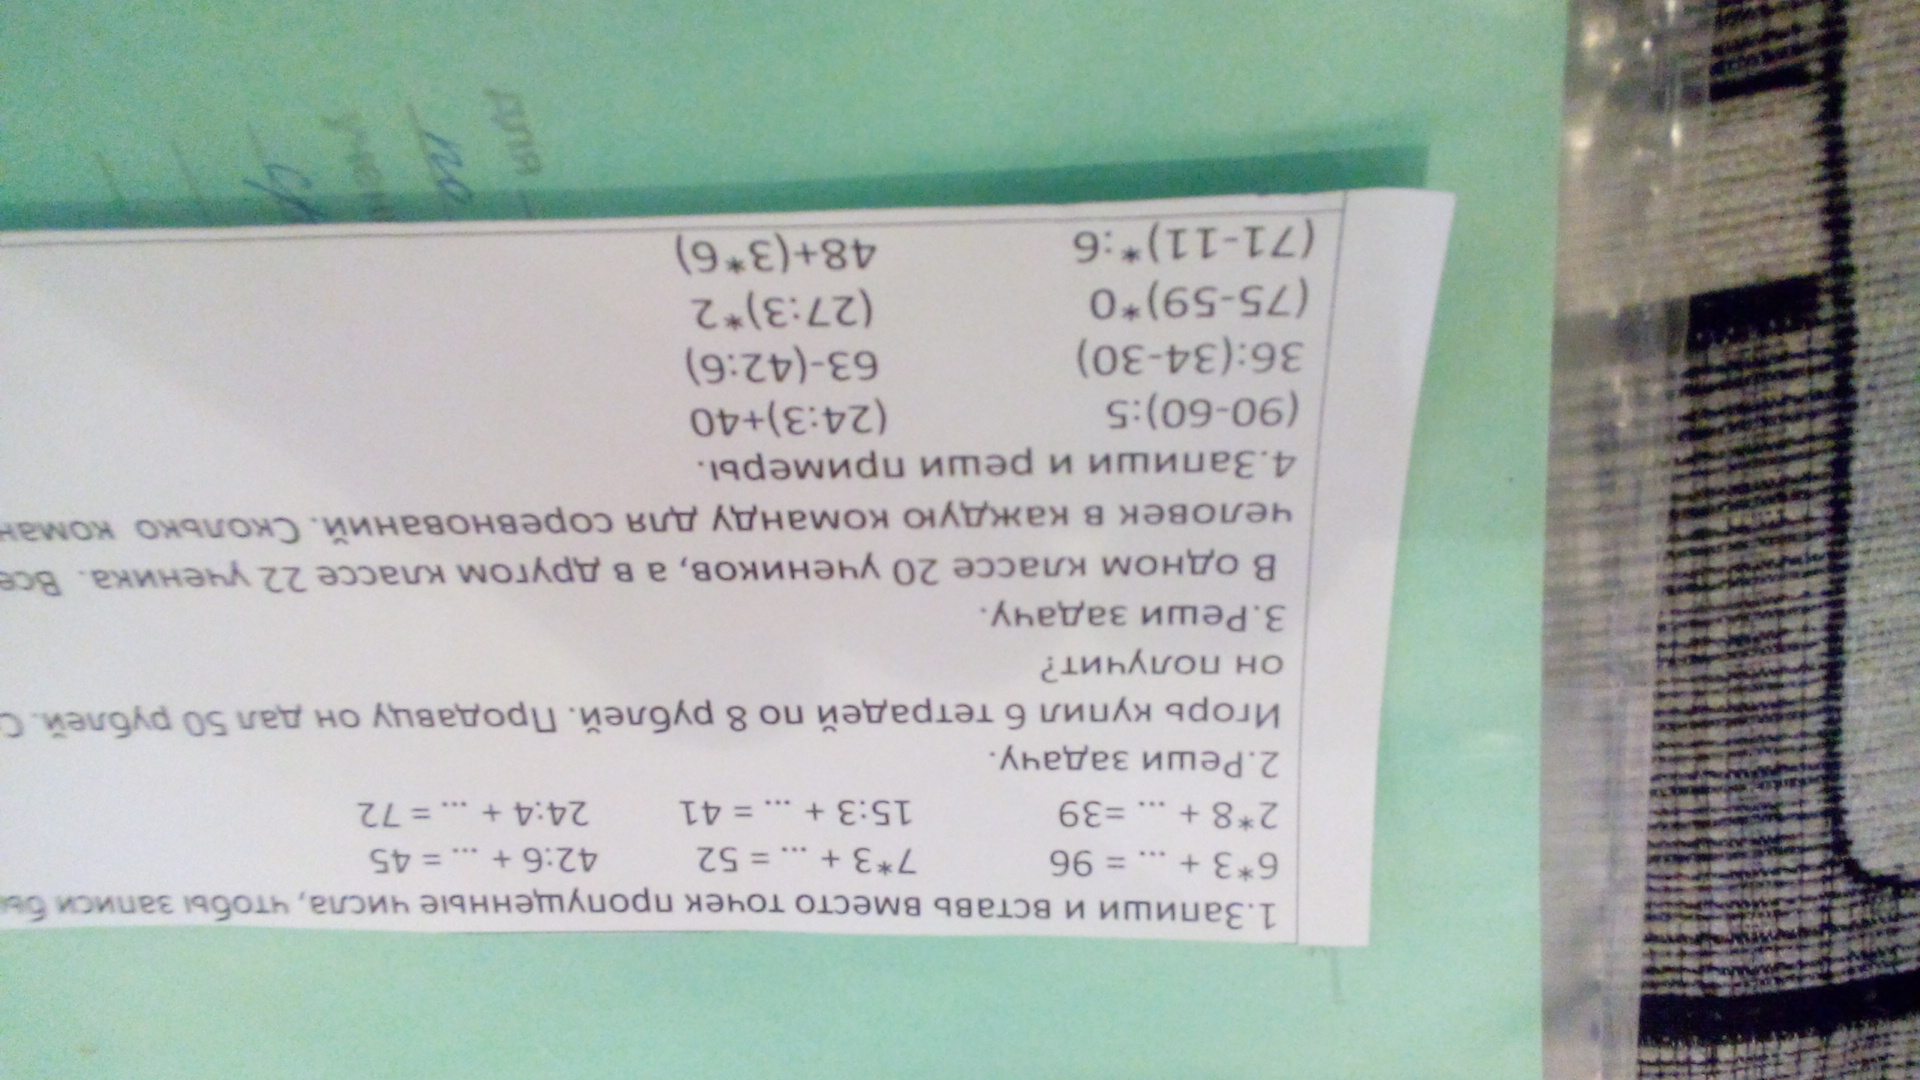 1.Запиши и вставь вместо точек пропущенные числа, чтобы записи
6*3 + ... = 96 7*3 + ... = 52 42:6 + ... = 45
2*8 + ... =39 15:3 + ... = 41 24:4 + ... = 72
2.Реши задачу.
Игорь купил 6 тетрадей по 8 рублей. Продавцу он дал 50 рублей.
он получит?
3.Реши задачу.
В одном классе 20 учеников, а в другом классе 22 ученика.
человек в каждую команду для соревнований. Сколько
4.Запиши и реши примеры.
(90-60):5 (24:3)+40
36:(34-30) 63-(42:6)
(75-59)*0 (27:3)*2
(71-11)*:6 48+(3*6)
для